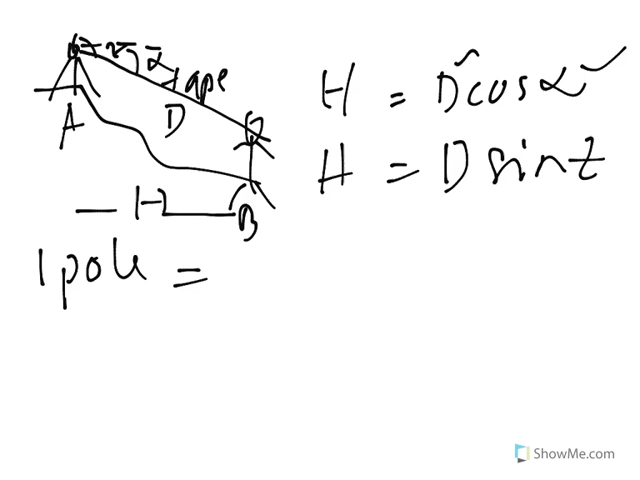 α
Tape
D
H = D cos α
A
H = D sin z
H
B
1 pole =
ShowMe.com